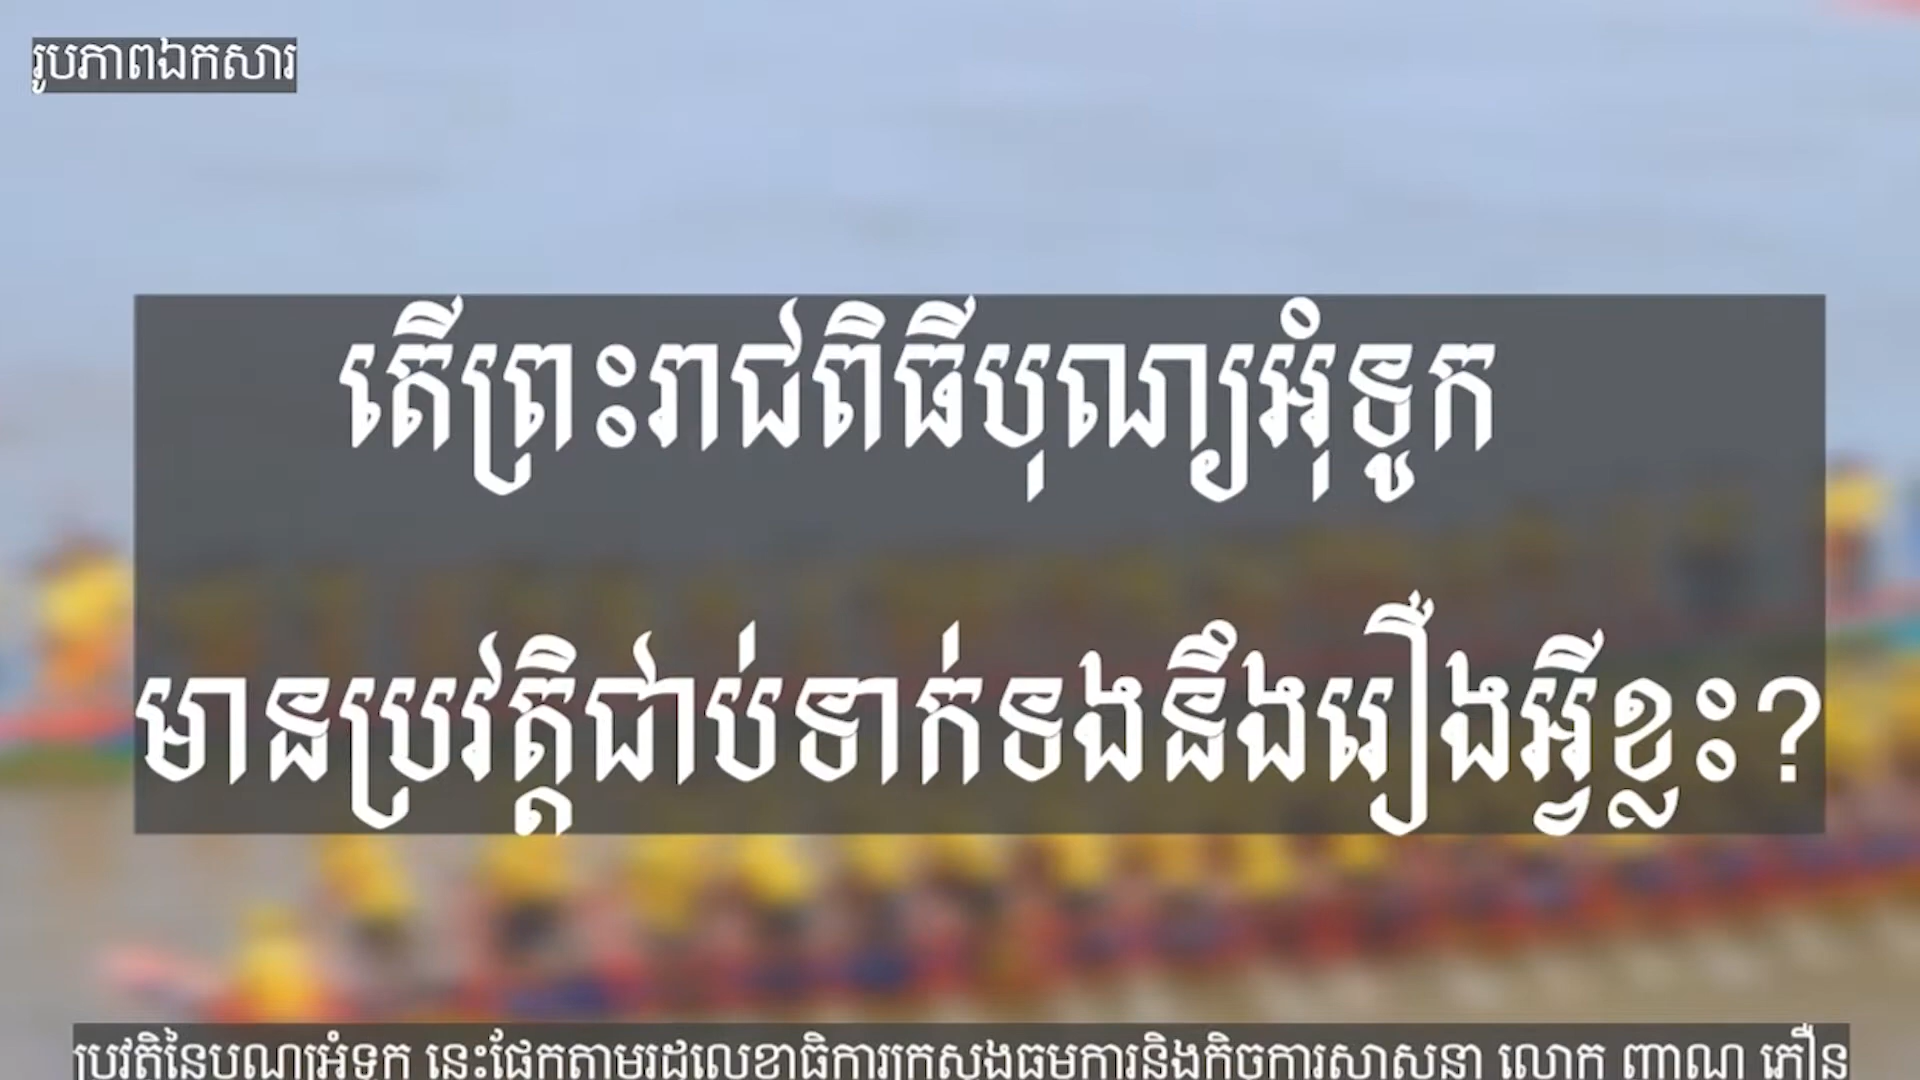 រូបភាពឯកសារ
តើព្រះរាជពិធីបុណ្យអុំទូក
មានប្រវត្តិជាប់ទាក់ទងនឹងរឿងអ្វីខ្លះ?
ប្រវត្តិនៃបុណ្យអុំទូក នេះផ្អែកតាមរដ្ឋលេខាធិការក្រសួងធម្មការនិងកិច្ចការសាសនា លោក ញាណ ភឿន